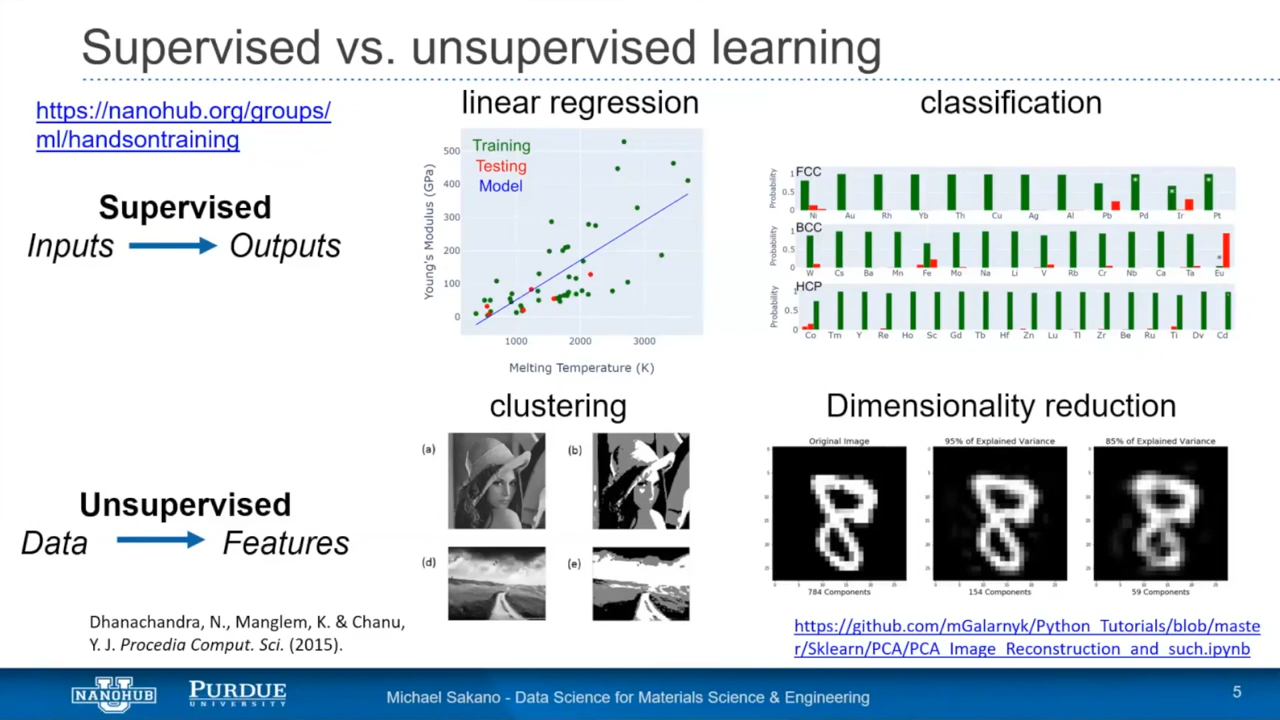 Supervised vs. unsupervised learning
https://nanohub.org/groups/
ml/handsontraining
Supervised
Inputs Outputs
linear regression
Training
Testing
Model
Young's Modulus (GPa)
500
400
300
200
100
0
1000 2000 3000
Melting Temperature (K)
classification
FCC
Probability
1
0.5
0
Ni Au Rh Yb Th Cu Ag Al Pb Pd Ir Pt
BCC
Probability
1
0.5
0
W Cs Ba Mn Fe Mo Na Li V Rb Cr Nb Ca Ta Eu
HCP
Probability
1
0.5
0
Co Tm Y Re Ho Sc Gd Tb Hf Zn Lu Tl Zr Be Ru Ti Dy Cd
Unsupervised
Data Features
Dhanachandra, N., Manglem, K. & Chanu,
Y. J. Procedia Comput. Sci. (2015).
clustering
(a) (b)
(d) (e)
Dimensionality reduction
Original Image 95% of Explained Variance 85% of Explained Variance
784 Components 154 Components 59 Components
https://github.com/mGalarnyk/Python_Tutorials/blob/maste
r/Sklearn/PCA/PCA_Image_Reconstruction_and_such.ipynb
NANOHUB
PURDUE
UNIVERSITY
Michael Sakano - Data Science for Materials Science & Engineering
5